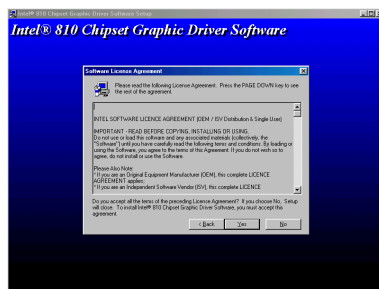 Intel® 810 Chipset Graphic Driver Software Setup
Intel® 810 Chipset Graphic Driver Software
Software License Agreement
Please read the following License Agreement. Press the PAGE DOWN key to see
the rest of the agreement.
INTEL SOFTWARE LICENCE AGREEMENT (OEM / ISV Distribution & Single User)
IMPORTANT - READ BEFORE COPYING, INSTALLING OR USING.
Do not use or load this software and any associated materials (collectively, the
"Software") until you have carefully read the following terms and conditions. By loading or
using the Software, you agree to the terms of this Agreement. If you do not wish to so
agree, do not install or use the Software.
Please Also Note:
* If you are an Original Equipment Manufacturer (OEM), this complete LICENCE
AGREEMENT applies;
* If you are an Independent Software Vendor (ISV), this complete LICENCE
Do you accept all the terms of the preceding License Agreement? If you choose No, Setup
will close. To install Intel® 810 Chipset Graphic Driver Software, you must accept this
agreement.
< Back
Yes
No